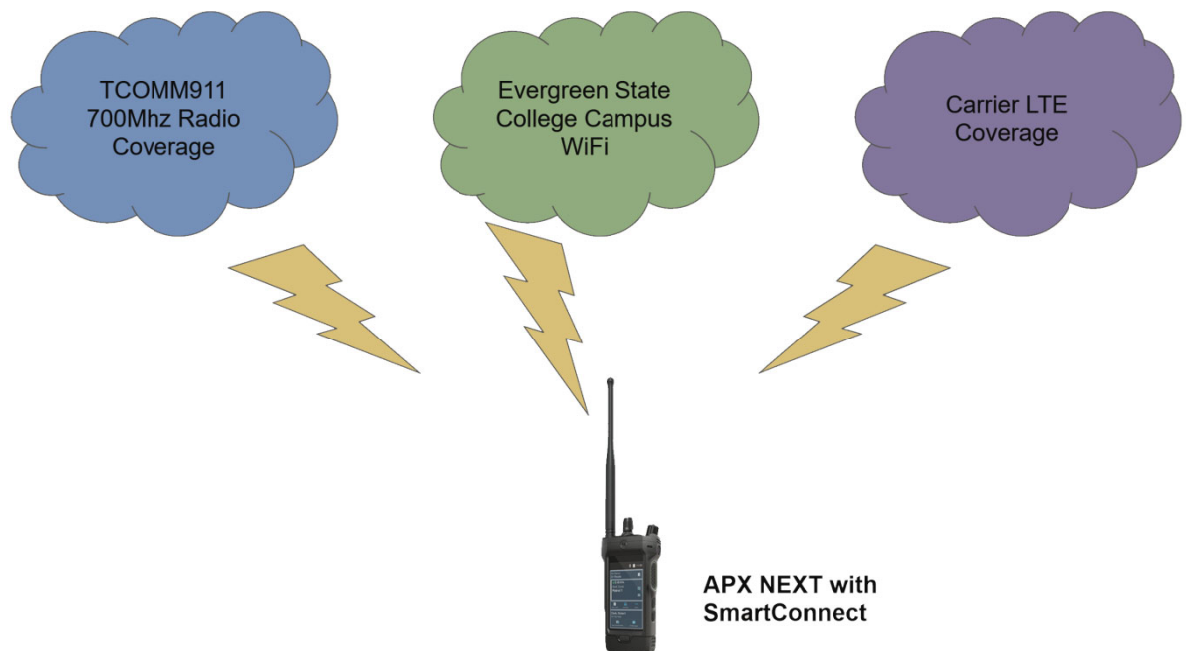 TCOMM911
700Mhz Radio
Coverage
Evergreen State
College Campus
WiFi
Carrier LTE
Coverage
APX NEXT with
SmartConnect